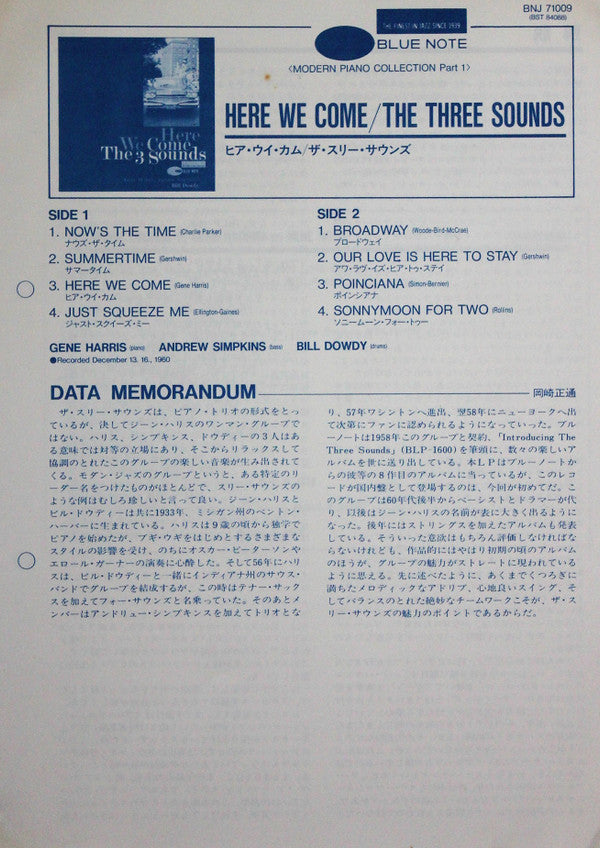 BNJ 71009
(BST 84088)
THE FINEST IN JAZZ SINCE 1939
BLUE NOTE
〈MODERN PIANO COLLECTION Part 1〉
HERE WE COME/THE THREE SOUNDS
ヒア・ウイ・カム/ザ・スリー・サウンズ
Here
We Come
The 3 Sounds
BLUE NOTE
Bill Dowdy
SIDE 1
1. NOW'S THE TIME (Charlie Parker)
ナウズ・ザ・タイム
2. SUMMERTIME (Gershwin)
サマータイム
3. HERE WE COME (Gene Harris)
ヒア・ウイ・カム
4. JUST SQUEEZE ME (Ellington-Gaines)
ジャスト・スクイーズ・ミー
SIDE 2
1. BROADWAY (Woode-Bird-McCrae)
ブロードウェイ
2. OUR LOVE IS HERE TO STAY (Gershwin)
アワ・ラヴ・イズ・ヒア・トゥ・ステイ
3. POINCIANA (Simon-Bernier)
ポインシアナ
4. SONNYMOON FOR TWO (Rollins)
ソニームーン・フォー・トゥー
GENE HARRIS (piano) ANDREW SIMPKINS (bass) BILL DOWDY (drums)
●Recorded December 13. 16., 1960
DATA MEMORANDUM
岡崎正通
ザ・スリー・サウンズは、ピアノ・トリオの形式をとっ
ているが、決してジーン・ハリスのワンマン・グループで
はない。ハリス、シンプキンス、ドウディーの3人はあ
る意味では対等の立場にあり、そこからリラックスして
協調のとれたこのグループの楽しい音楽が生み出されて
くる。モダン・ジャズのグループというと、ある特定のリ
ーダー名をつけたものがほとんどで、スリー・サウンズの
ような例はむしろ珍しいと言って良い。ジーン・ハリスと
ビル・ドウディーは共に1933年、ミシガン州のベントン・
ハーバーに生まれている。ハリスは9歳の頃から独学で
ピアノを始めたが、ブギ・ウギをはじめとするさまざまな
スタイルの影響を受け、のちにオスカー・ピーターソンや
エロール・ガーナーの演奏に心酔した。そして56年にハリ
スは、ビル・ドウディーと一緒にインディアナ州のサウス・
バンドでグループを結成するが、この時はテナー・サック
スを加えてフォー・サウンズと名乗っていた。そのあとメ
ンバーはアンドリュー・シンプキンスを加えてトリオとな
り、57年ワシントンへ進出、翌58年にニューヨークへ出
て次第にファンに認められるようになっていった。ブル
ーノートは1958年このグループと契約、「Introducing The
Three Sounds」(BLP-1600)を筆頭に、数々の楽しいア
ルバムを世に送り出している。本LPはブルーノートか
らの彼等の8作目のアルバムに当っているが、このレコ
ードが国内盤として登場するのは、今回が初めてだ。こ
のグループは60年代後半からベーシストとドラマーが代
り、以後はジーン・ハリスの名前が表に大きく出るように
なった。後年にはストリングスを加えたアルバムも発表
している。そういった意欲はもちろん評価しなければな
らないけれども、作品的にはやはり初期の頃のアルバム
のほうが、グループの魅力がストレートに現われている
ように思える。先に述べたように、あくまでくつろぎに
満ちたメロディックなアドリブ、心地良いスイング、そ
してバランスのとれた絶妙なチームワークこそが、ザ・ス
リー・サウンズの魅力のポイントであるからだ。